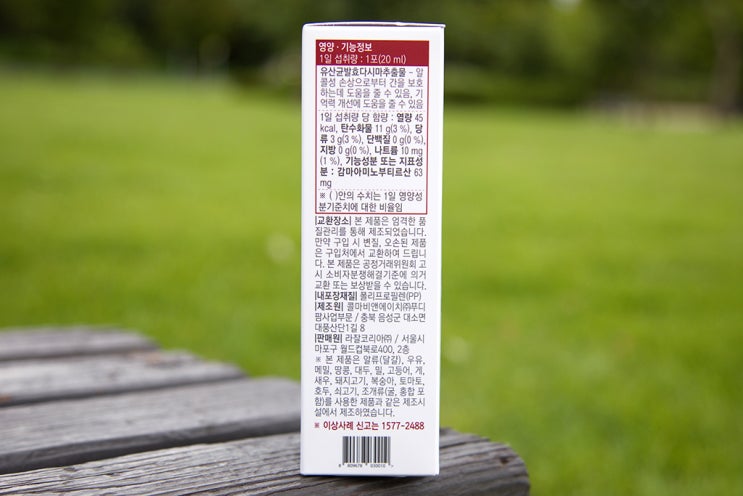 영양 · 기능정보
1일 섭취량 : 1포(20 ml)
유산균발효다시마추출물 - 알
콜성 손상으로부터 간을 보호
하는데 도움을 줄 수 있음, 기
억력 개선에 도움을 줄 수 있음
1일 섭취량 당 함량 : 열량 45
kcal, 탄수화물 11 g(3 %), 당
류 3 g(3 %), 단백질 0 g(0 %),
지방 0 g(0 %), 나트륨 10 mg
(1 %), 기능성분 또는 지표성
분 : 감마아미노부티르산 63
mg
※ ( )안의 수치는 1일 영양성
분기준치에 대한 비율임
|교환장소| 본 제품은 엄격한 품
질관리를 통해 제조되었습니다.
만약 구입 시 변질, 오손된 제품
은 구입처에서 교환하여 드립니
다. 본 제품은 공정거래위원회 고
시 소비자분쟁해결기준에 의거
교환 또는 보상받을 수 있습니다.
|내포장재질| 폴리프로필렌(PP)
|제조원| 콜마비앤에이치㈜푸디
팜사업부문 / 충북 음성군 대소면
대풍산단1길 8
|판매원| 라잘코리아㈜ / 서울시
마포구 월드컵북로400, 2층
※ 본 제품은 알류(달걀), 우유,
메밀, 땅콩, 대두, 밀, 고등어, 게,
새우, 돼지고기, 복숭아, 토마토,
호두, 쇠고기, 조개류(굴, 홍합 포
함)를 사용한 제품과 같은 제조시
설에서 제조하였습니다.
※ 이상사례 신고는 1577-2488
8 809678 030010 >